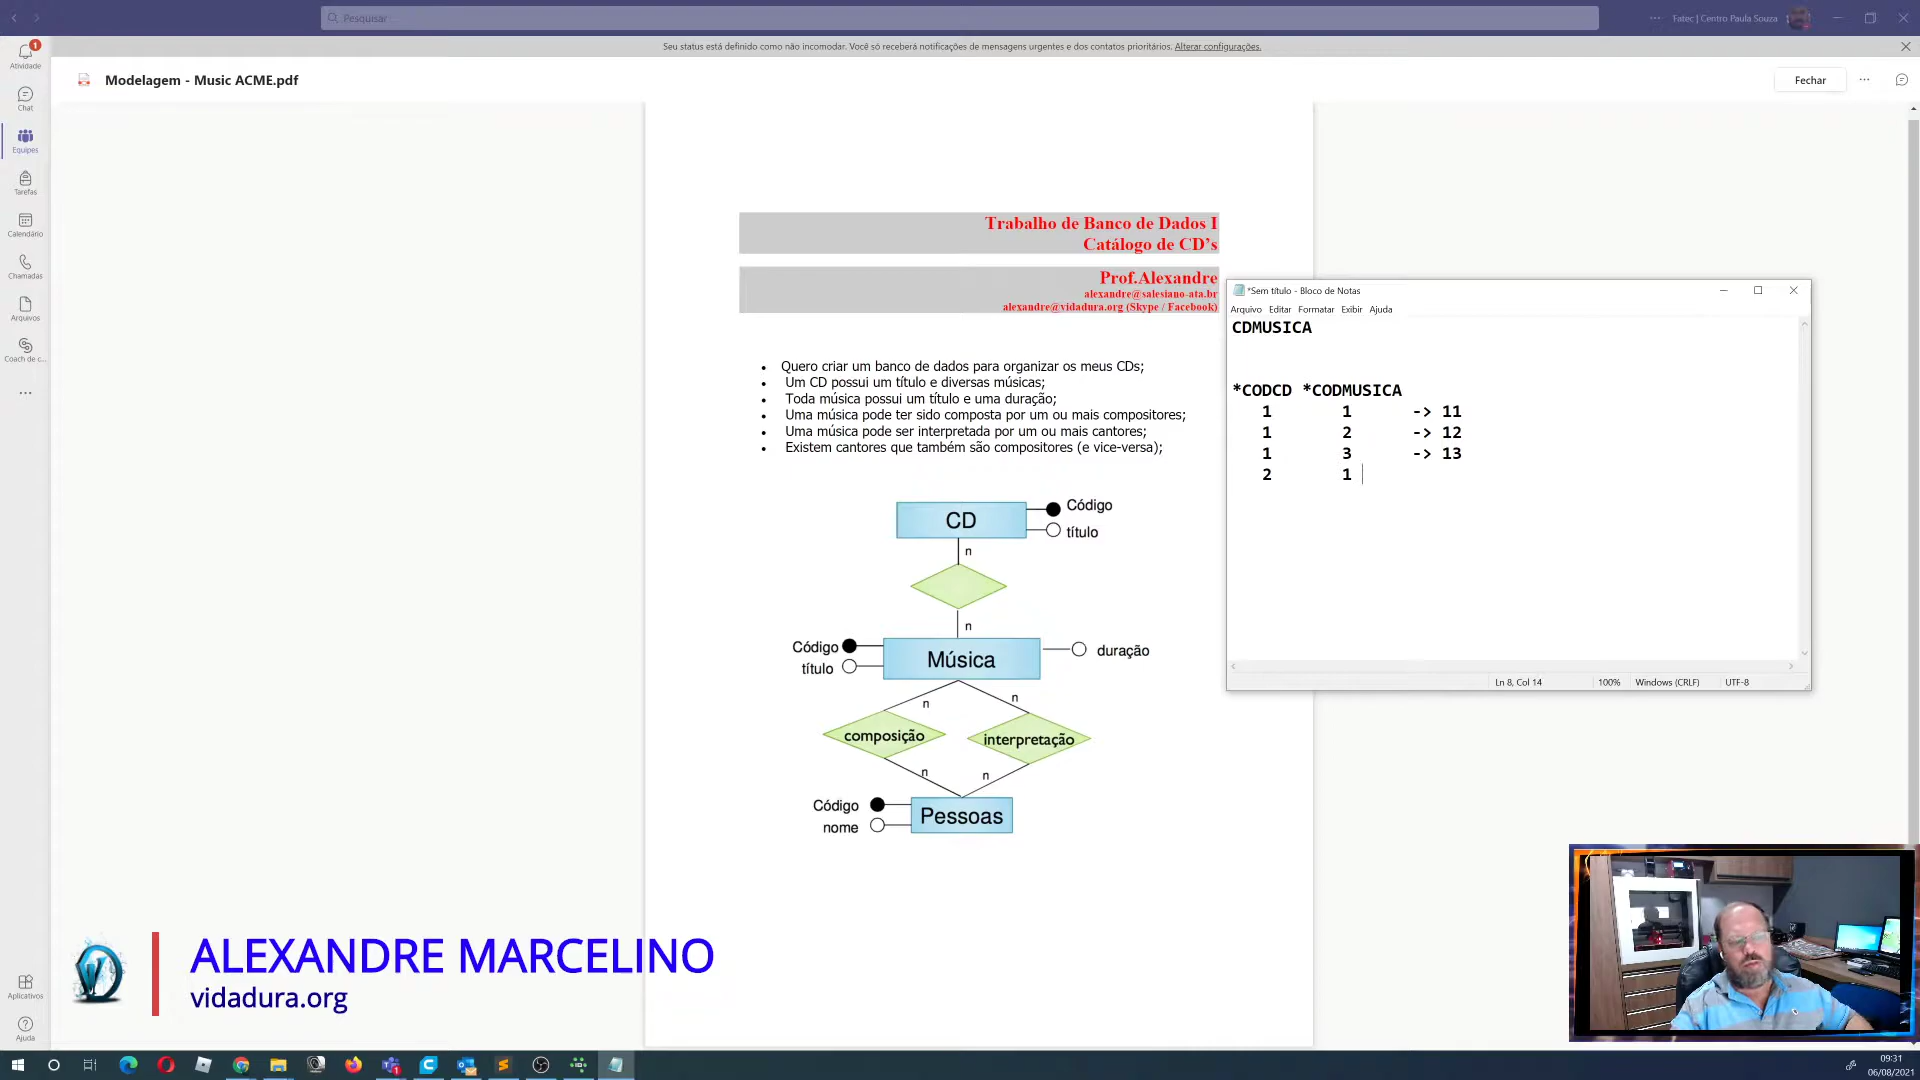 Pesquisar
Fatec | Centro Paula Souza
Seu status está definido como não incomodar. Você só receberá notificações de mensagens urgentes e dos contatos prioritários. Alterar configurações.
1
Atividade
Chat
Equipes
Tarefas
Calendário
Chamadas
Arquivos
Coach de c...
Aplicativos
Ajuda
Modelagem - Music ACME.pdf
Fechar
Trabalho de Banco de Dados I
Catálogo de CD's
Prof.Alexandre
alexandre@salesiano-ata.br
alexandre@vidadura.org (Skype / Facebook)
• Quero criar um banco de dados para organizar os meus CDs;
• Um CD possui um título e diversas músicas;
• Toda música possui um título e uma duração;
• Uma música pode ter sido composta por um ou mais compositores;
• Uma música pode ser interpretada por um ou mais cantores;
• Existem cantores que também são compositores (e vice-versa);
CD
Código
título
n
n
Código
título
Música
duração
n
n
composição
interpretação
n
n
Código
nome
Pessoas
*Sem título - Bloco de Notas
Arquivo Editar Formatar Exibir Ajuda
CDMUSICA
*CODCD *CODMUSICA
1 1 -> 11
1 2 -> 12
1 3 -> 13
2 1
Ln 8, Col 14
100%
Windows (CRLF)
UTF-8
ALEXANDRE MARCELINO
vidadura.org
09:31
06/08/2021